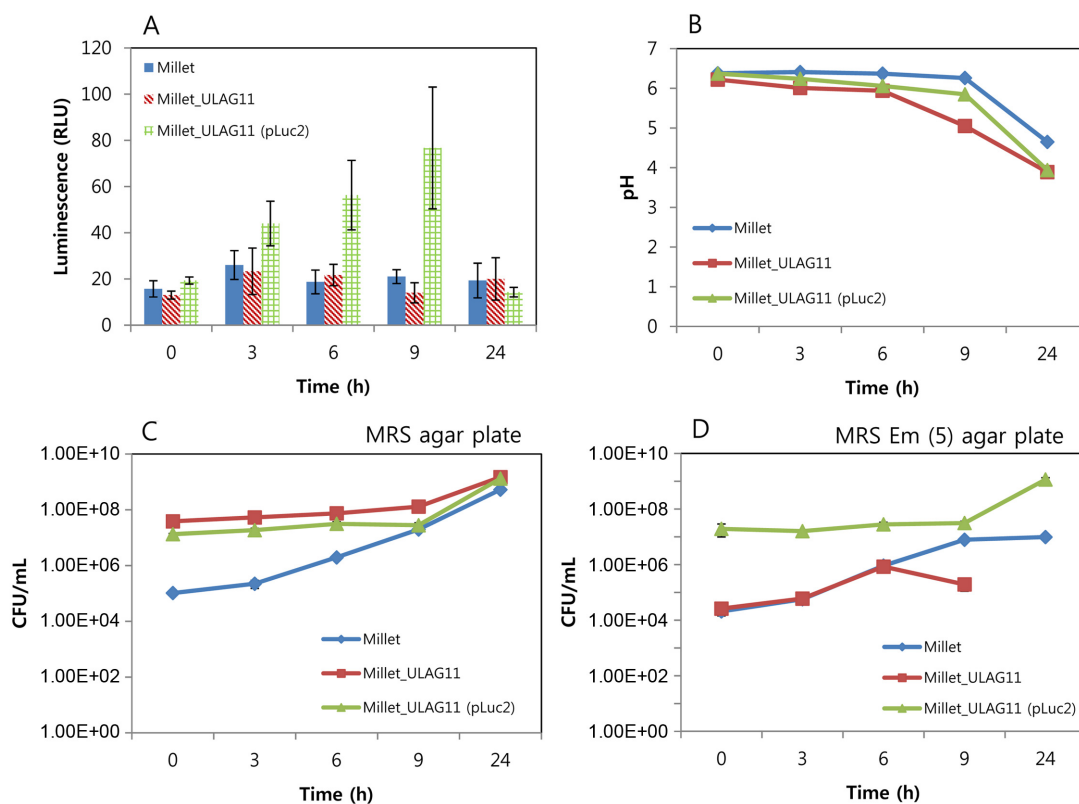 A
120
100
80
60
40
20
0
Luminescence (RLU)
Millet
Millet_ULAG11
Millet_ULAG11 (pLuc2)
0 3 6 9 24
Time (h)
B
7
6
5
4
3
2
1
0
pH
Millet
Millet_ULAG11
Millet_ULAG11 (pLuc2)
0 3 6 9 24
Time (h)
C
MRS agar plate
1.00E+10
1.00E+08
1.00E+06
1.00E+04
1.00E+02
1.00E+00
CFU/mL
Millet
Millet_ULAG11
Millet_ULAG11 (pLuc2)
0 3 6 9 24
Time (h)
D
MRS Em (5) agar plate
1.00E+10
1.00E+08
1.00E+06
1.00E+04
1.00E+02
1.00E+00
CFU/mL
Millet
Millet_ULAG11
Millet_ULAG11 (pLuc2)
0 3 6 9 24
Time (h)